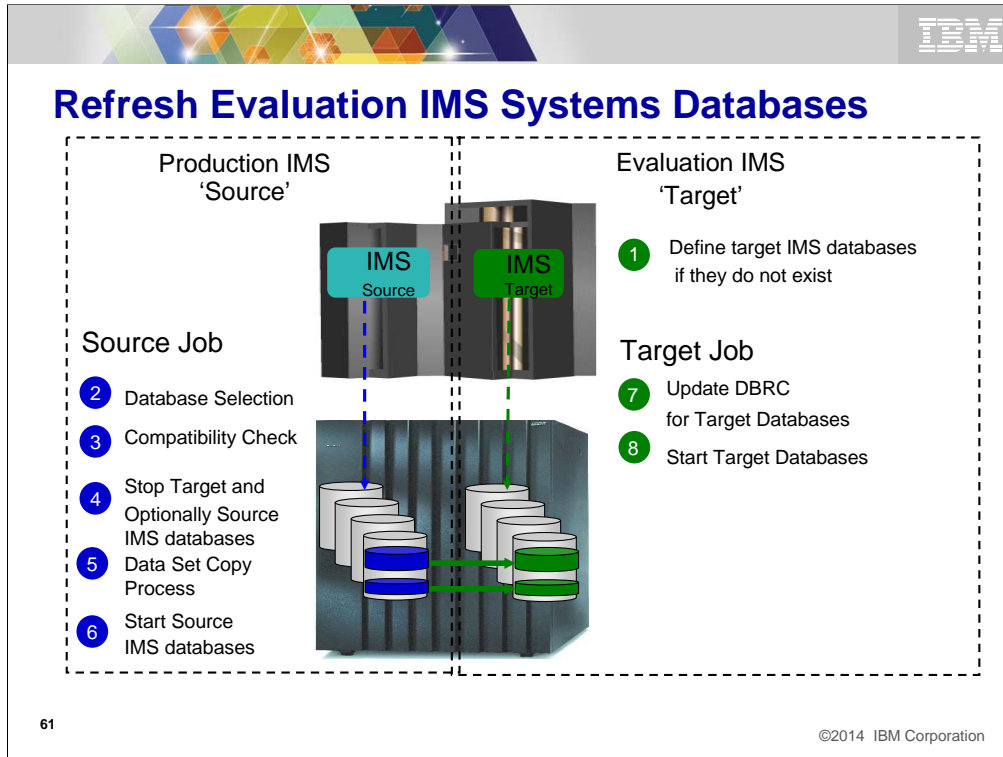 IBM
Refresh Evaluation IMS Systems Databases
Production IMS
‘Source’
Evaluation IMS
‘Target’
IMS
Source
IMS
Target
1 Define target IMS databases
if they do not exist
Source Job
2 Database Selection
3 Compatibility Check
4 Stop Target and
Optionally Source
IMS databases
5 Data Set Copy
Process
6 Start Source
IMS databases
Target Job
7 Update DBRC
for Target Databases
8 Start Target Databases
61
©2014 IBM Corporation